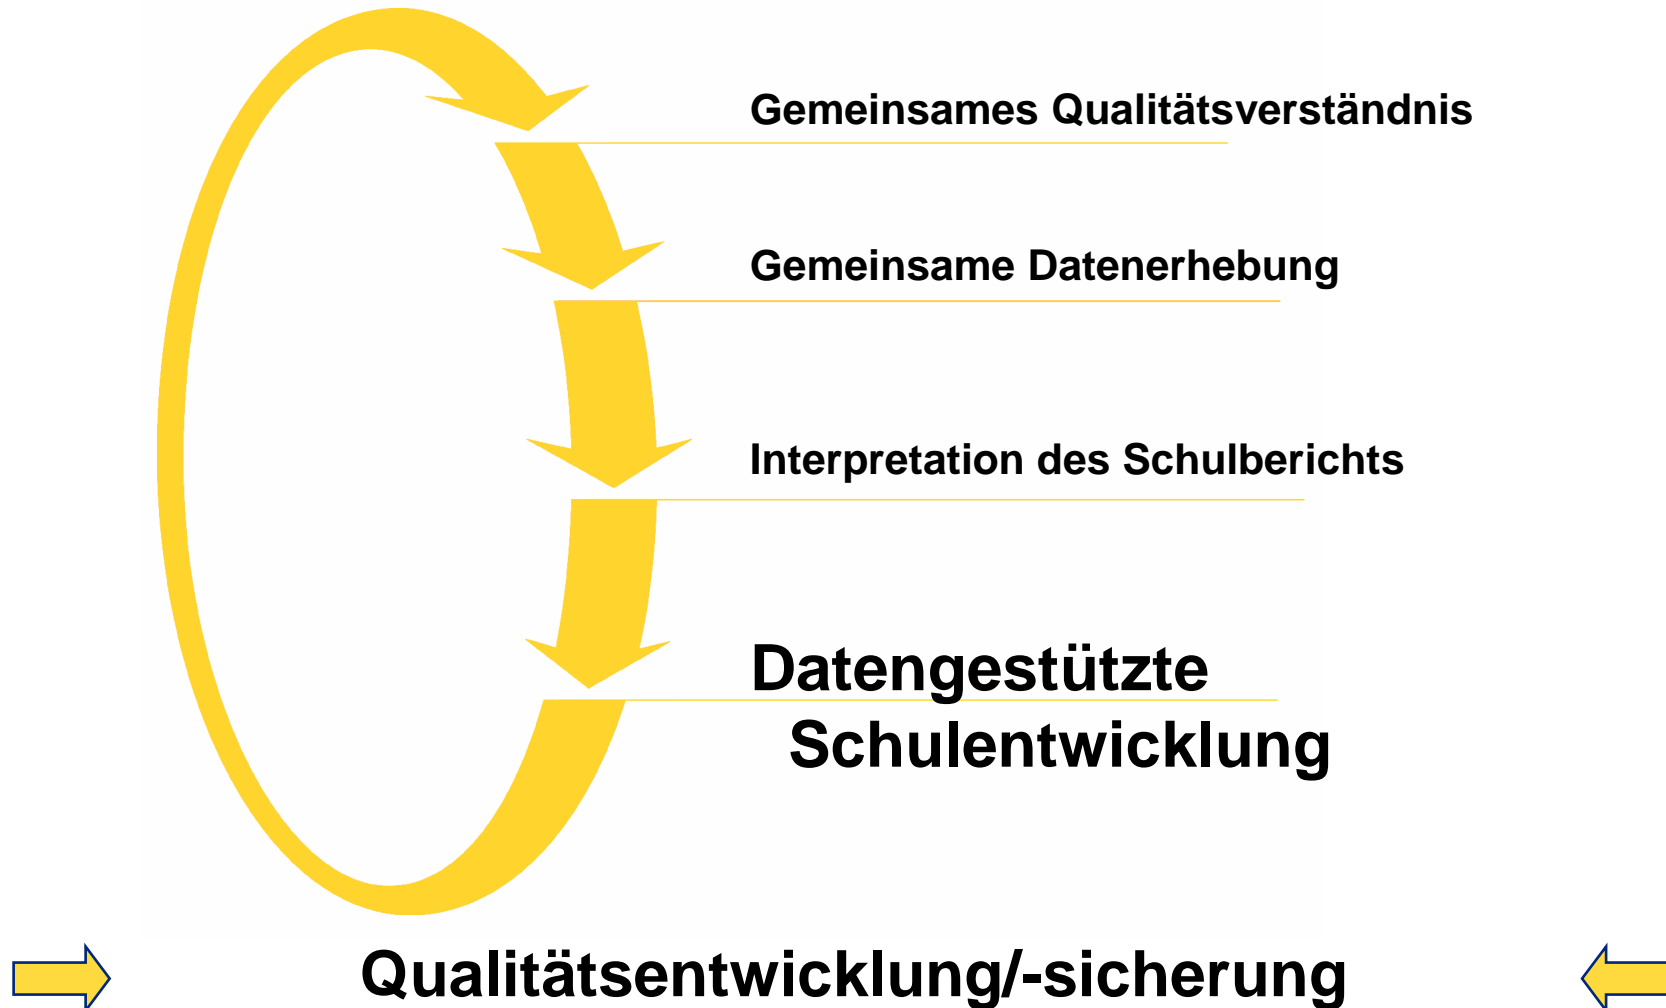 Gemeinsames Qualitätsverständnis
Gemeinsame Datenerhebung
Interpretation des Schulberichts
Datengestützte
Schulentwicklung
Qualitätsentwicklung/-sicherung